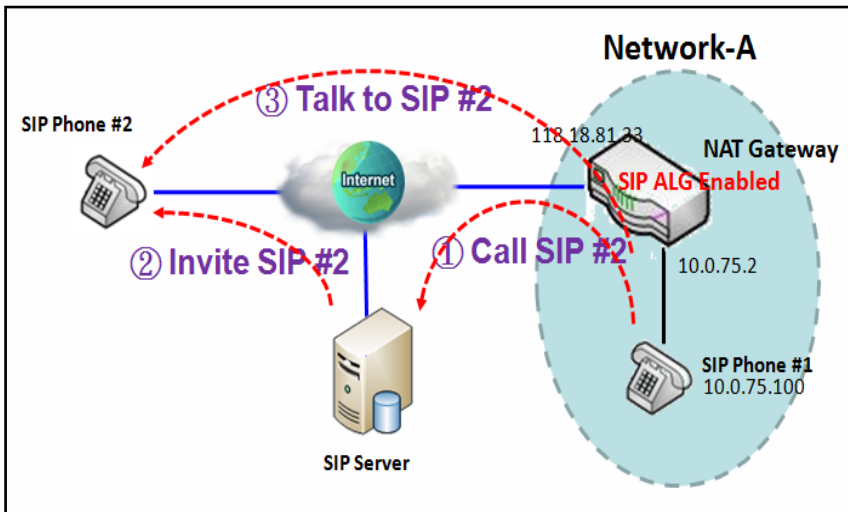 Network-A
③ Talk to SIP #2
SIP Phone #2
118.18.81.33
NAT Gateway
Internet
SIP ALG Enabled
② Invite SIP #2
① Call SIP #2
10.0.75.2
SIP Phone #1
10.0.75.100
SIP Server